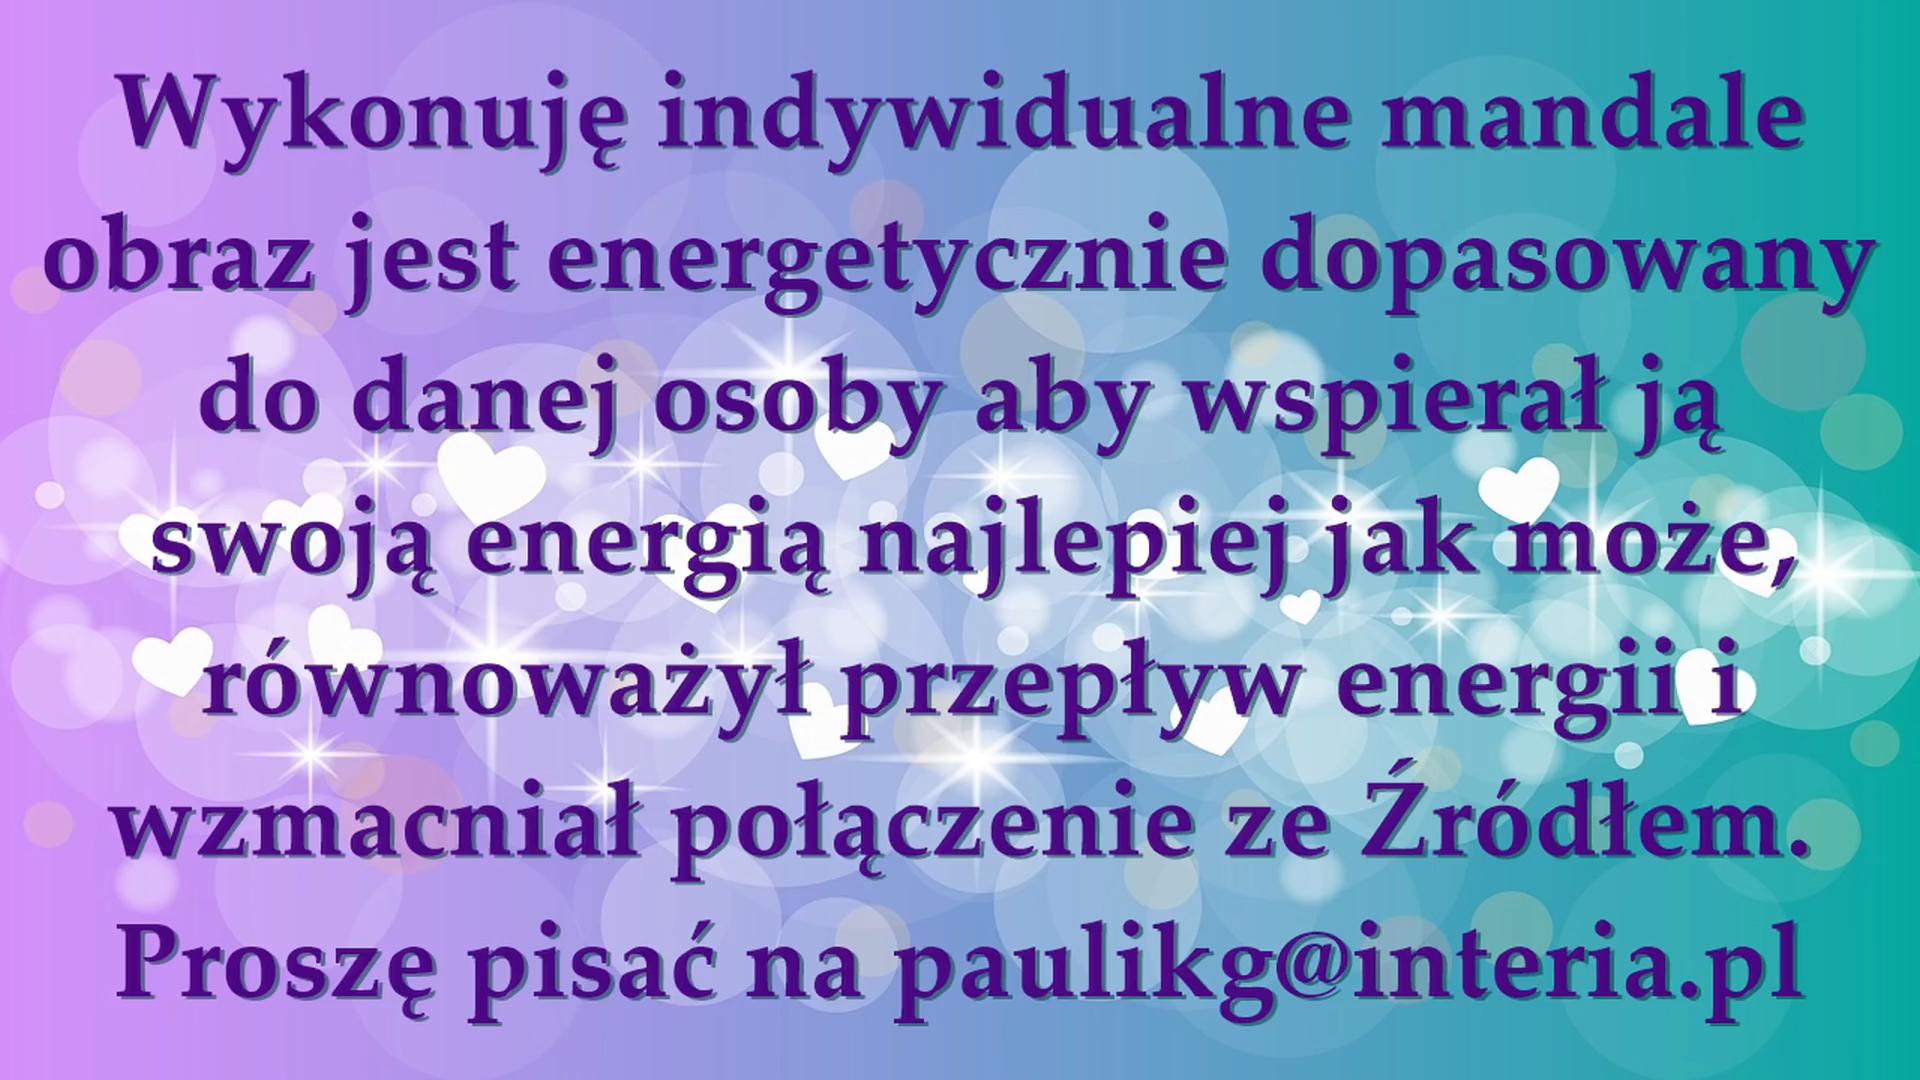 Wykonuję indywidualne mandale
obraz jest energetycznie dopasowany
do danej osoby aby wspierał ją
swoją energią najlepiej jak może,
równoważył przepływ energii i
wzmacniał połączenie ze Źródłem.
Proszę pisać na paulikg@interia.pl